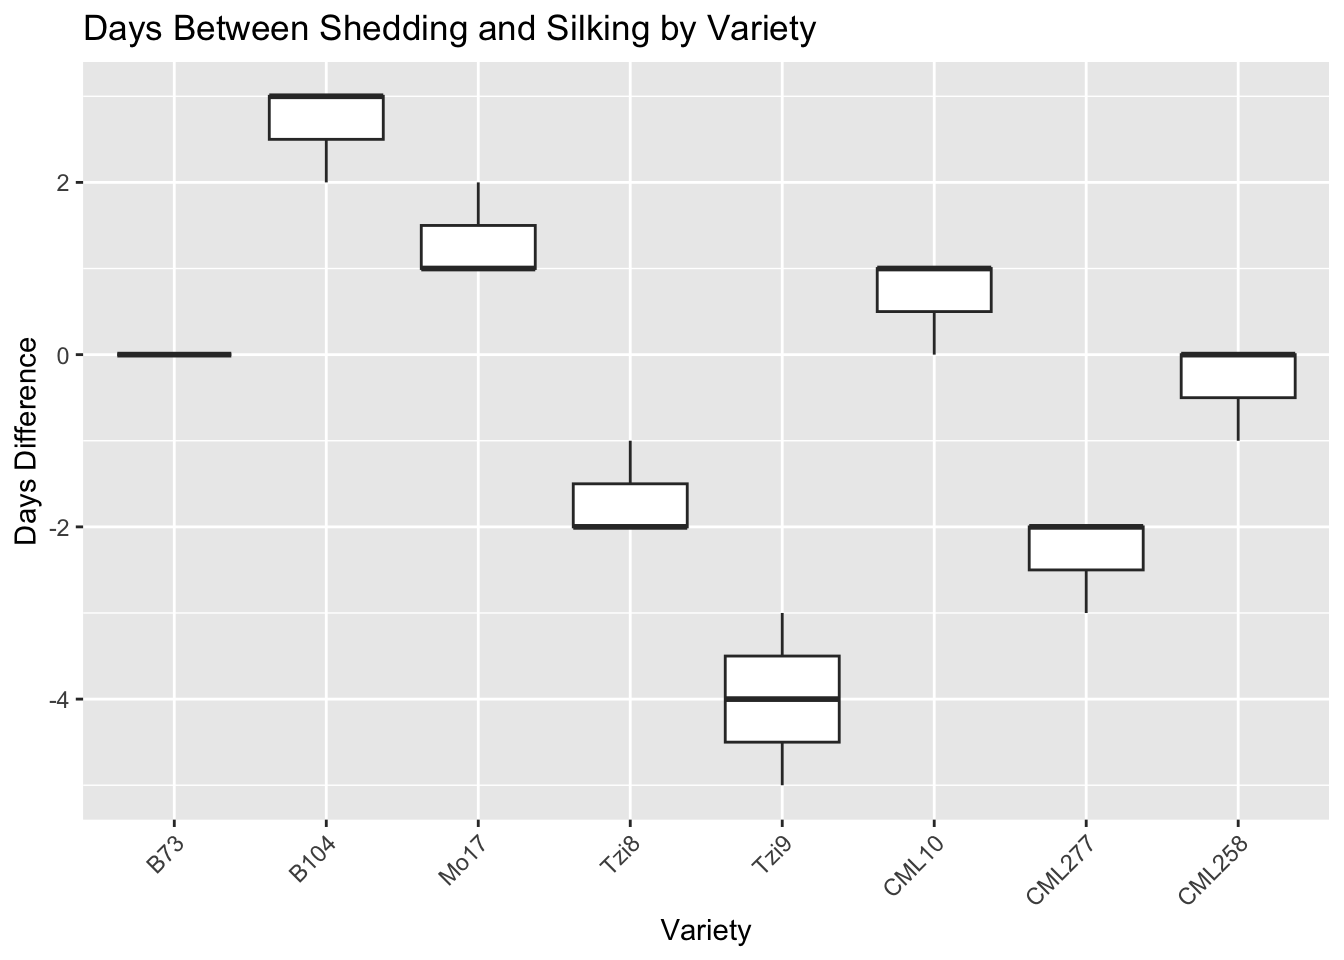 Days Between Shedding and Silking by Variety
Days Difference
2
0
-2
-4
B73
B104
Mo17
Tzi8
Tzi9
CML10
CML277
CML258
Variety